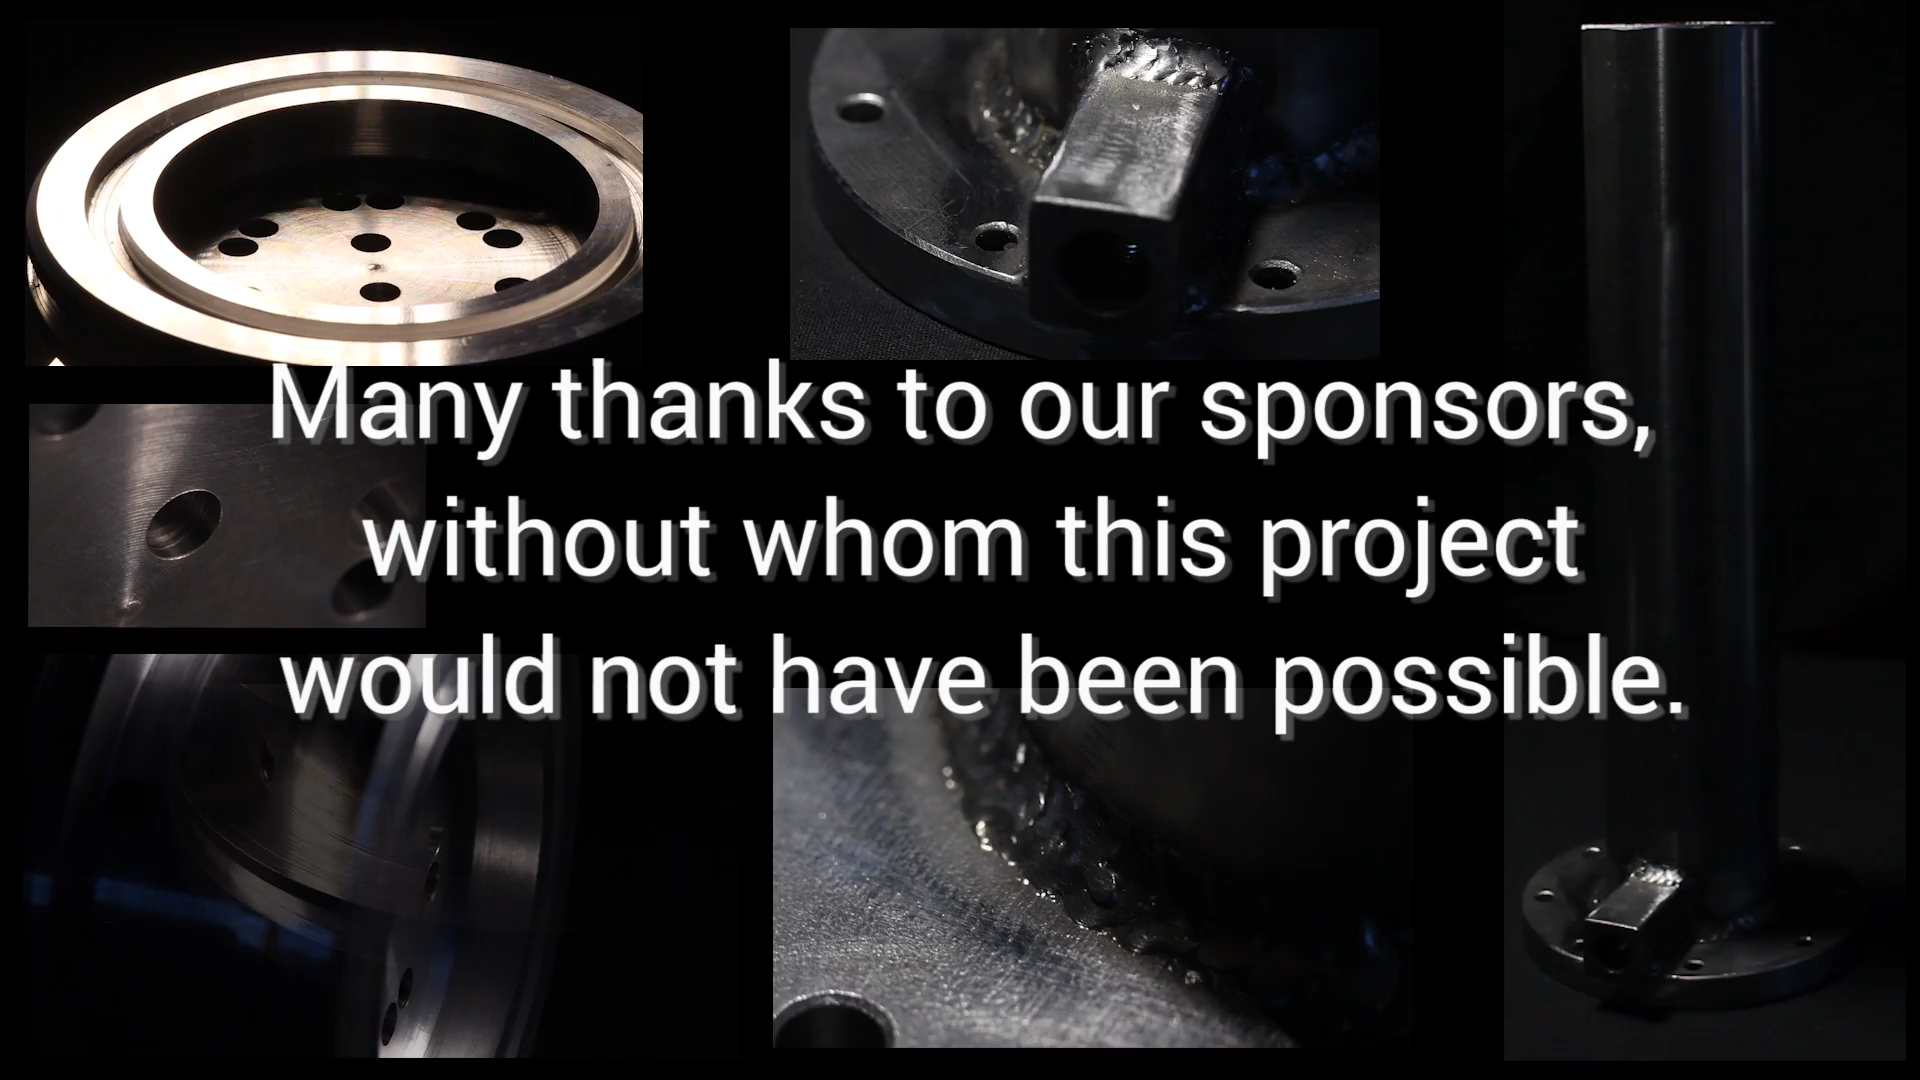 Many thanks to our sponsors,
without whom this project
would not have been possible.